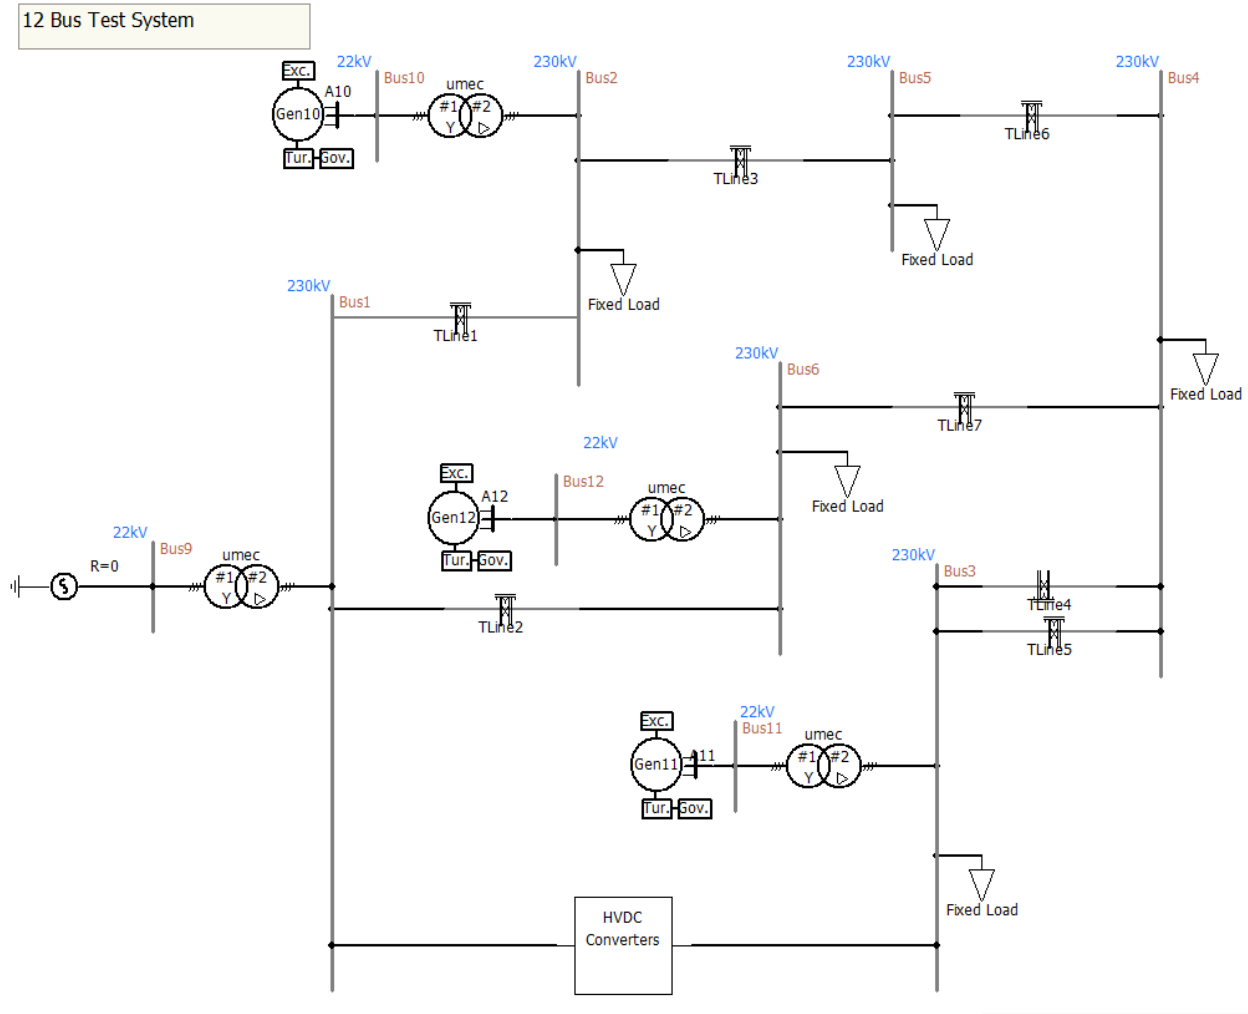 12 Bus Test System
22kV
230kV
230kV
230kV
Bus10
Bus2
Bus5
Bus4
Exc.
A10
umec
Gen10
#1
#2
Y
Tur.
Gov.
TLine3
TLine6
Fixed Load
230kV
Bus1
TLine1
Fixed Load
230kV
Bus6
Fixed Load
TLine7
22kV
Exc.
A12
Bus12
umec
Gen12
#1
#2
Y
Tur.
Gov.
Fixed Load
22kV
Bus9
R=0
umec
#1
#2
Y
TLine2
230kV
Bus3
TLine4
TLine5
22kV
Exc.
A11
Bus11
umec
Gen11
#1
#2
Y
Tur.
Gov.
Fixed Load
HVDC
Converters